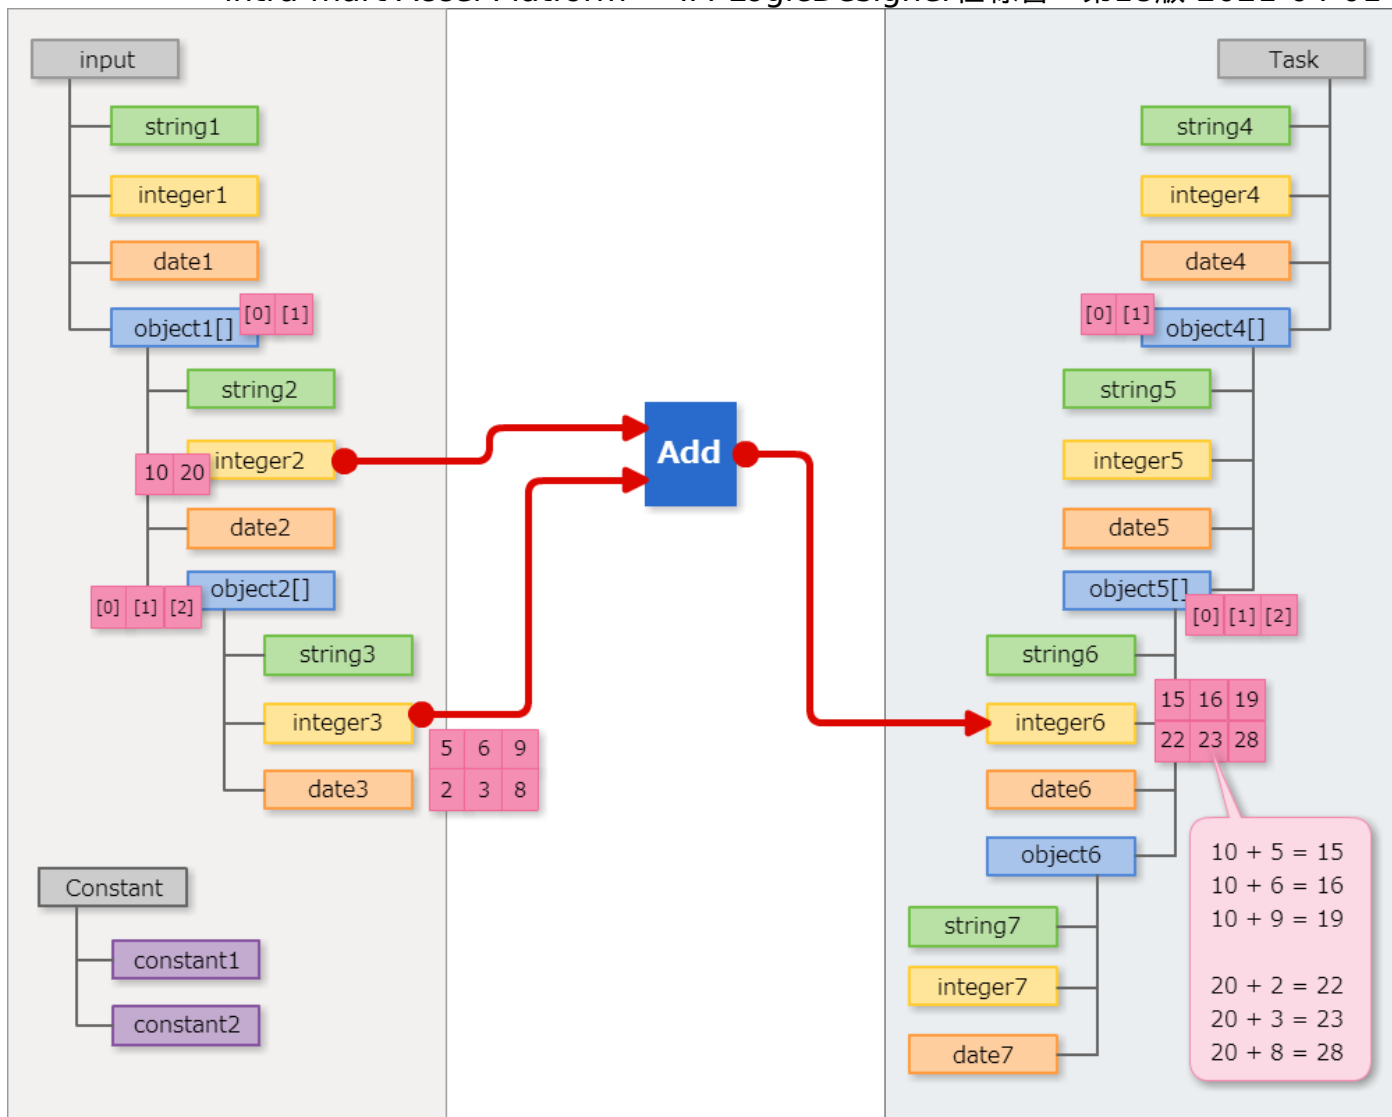 input
string1
integer1
date1
object1[]
[0] [1]
string2
integer2
10 20
date2
object2[]
[0] [1] [2]
string3
integer3
5 6 9
2 3 8
date3
Constant
constant1
constant2
Add
Task
string4
integer4
date4
[0] [1]
object4[]
string5
integer5
date5
object5[]
[0] [1] [2]
string6
integer6
15 16 19
22 23 28
date6
object6
string7
integer7
date7
10 + 5 = 15
10 + 6 = 16
10 + 9 = 19
20 + 2 = 22
20 + 3 = 23
20 + 8 = 28